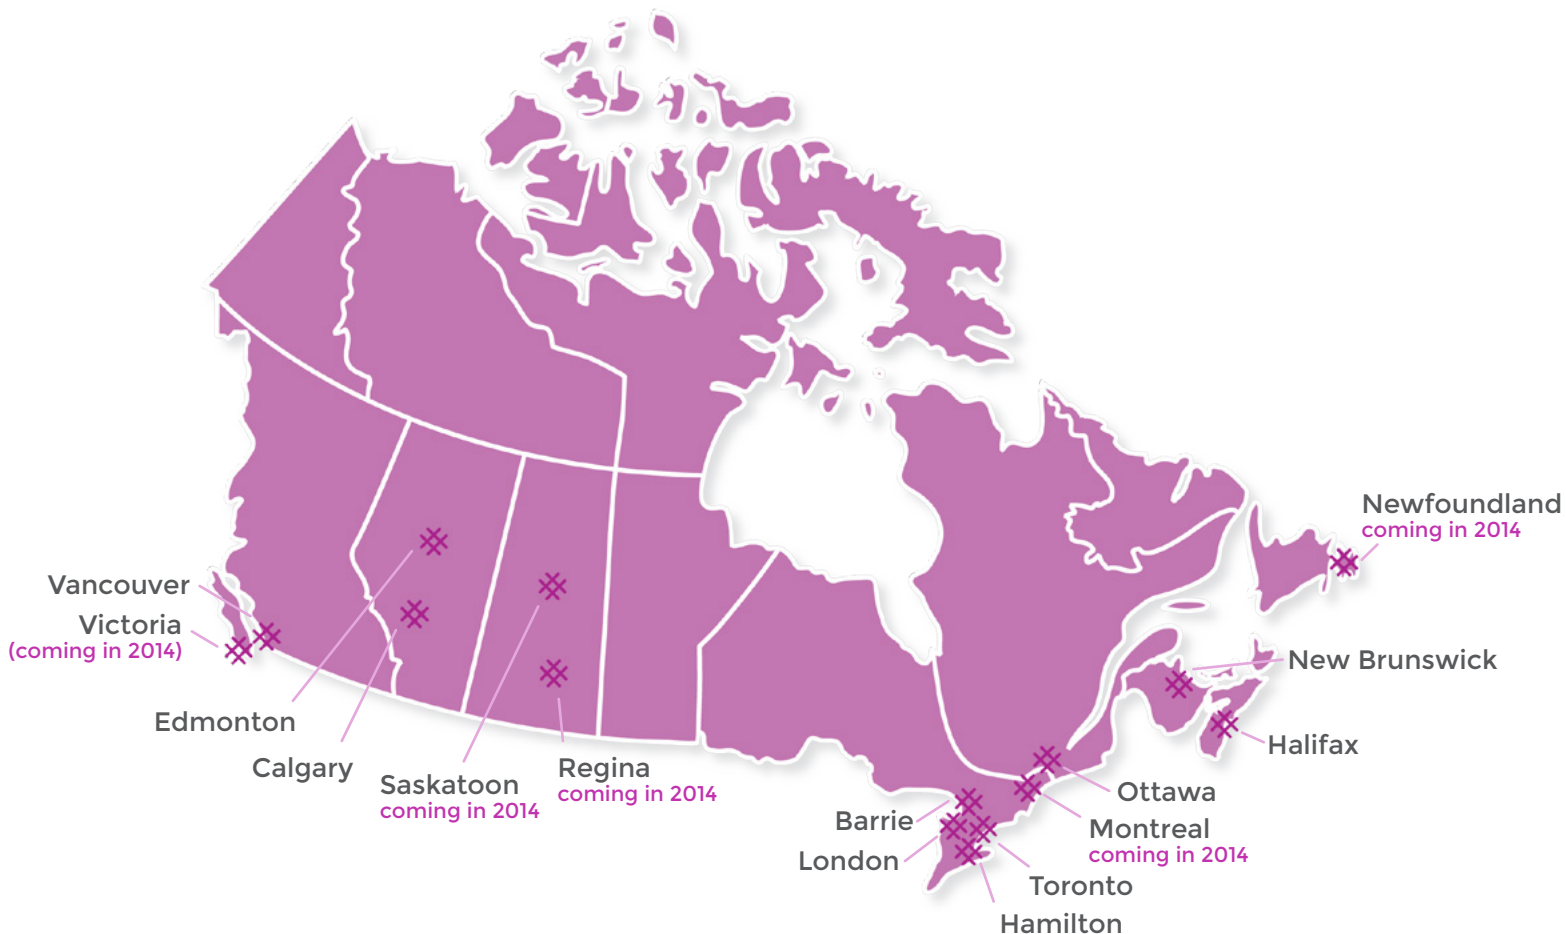 Newfoundland
coming in 2014
Vancouver
Victoria
(coming in 2014)
New Brunswick
Edmonton
Halifax
Calgary
Saskatoon
coming in 2014
Regina
coming in 2014
Ottawa
Barrie
Montreal
coming in 2014
London
Toronto
Hamilton